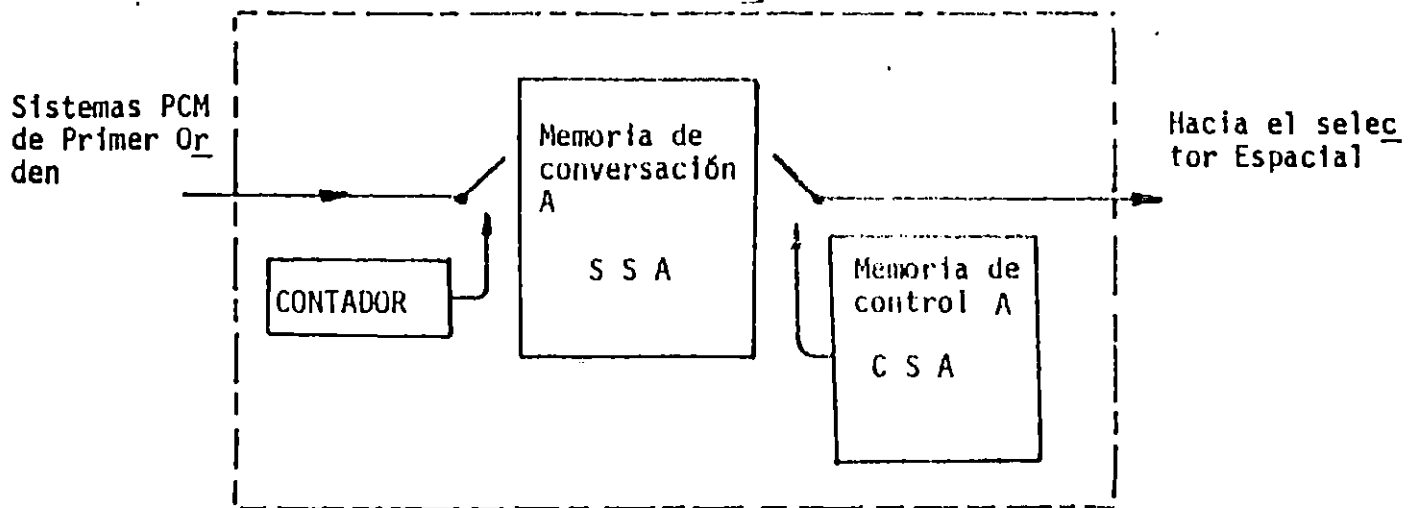 Sistemas PCM
de Primer Or
den
Memoria de
conversación
A
S S A
CONTADOR
Memoria de
control A
C S A
Hacia el selec
tor Espacial